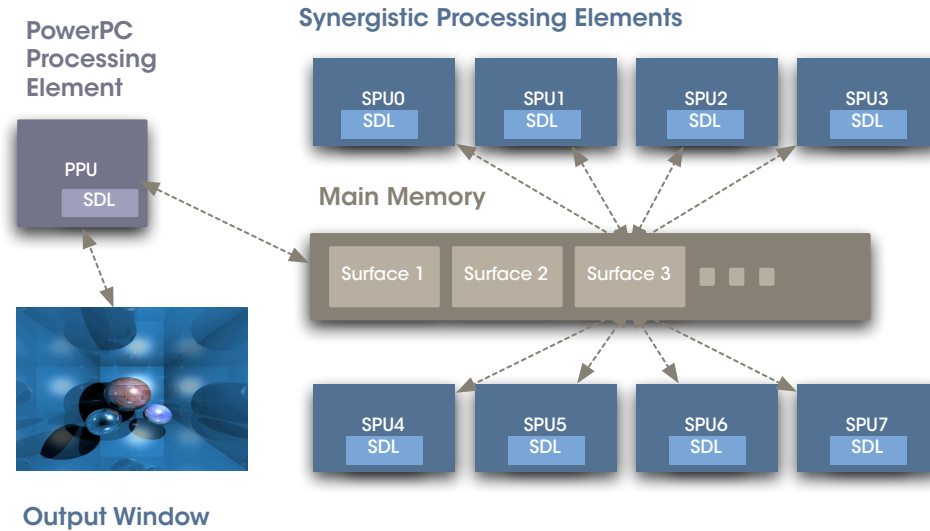 Synergistic Processing Elements
PowerPC
Processing
Element
SPU0
SDL
SPU1
SDL
SPU2
SDL
SPU3
SDL
PPU
SDL
Main Memory
Surface 1
Surface 2
Surface 3
SPU4
SDL
SPU5
SDL
SPU6
SDL
SPU7
SDL
Output Window